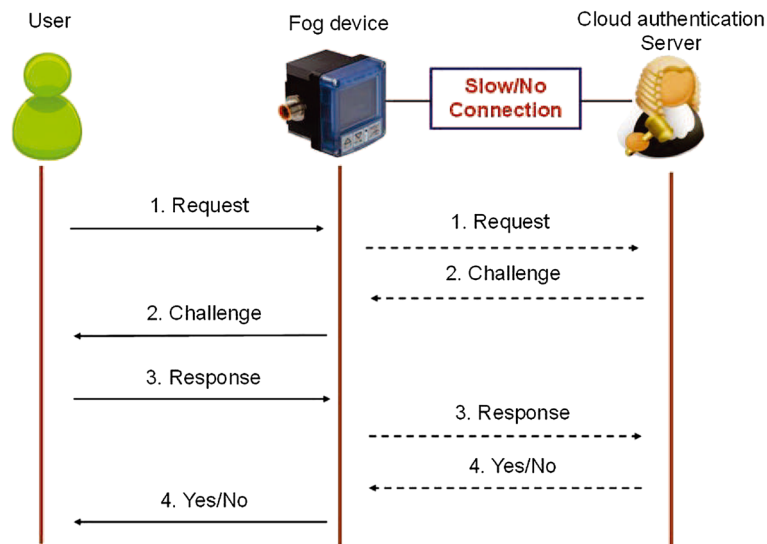 User
Fog device
Cloud authentication
Server
Slow/No
Connection
1. Request
1. Request
2. Challenge
2. Challenge
3. Response
3. Response
4. Yes/No
4. Yes/No